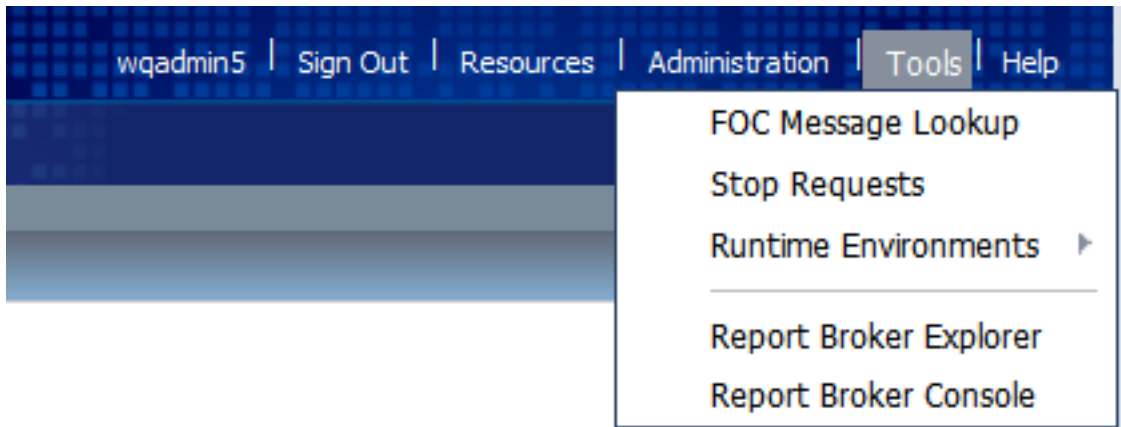 wqadmin5 | Sign Out | Resources | Administration | Tools | Help
FOC Message Lookup
Stop Requests
Runtime Environments
Report Broker Explorer
Report Broker Console